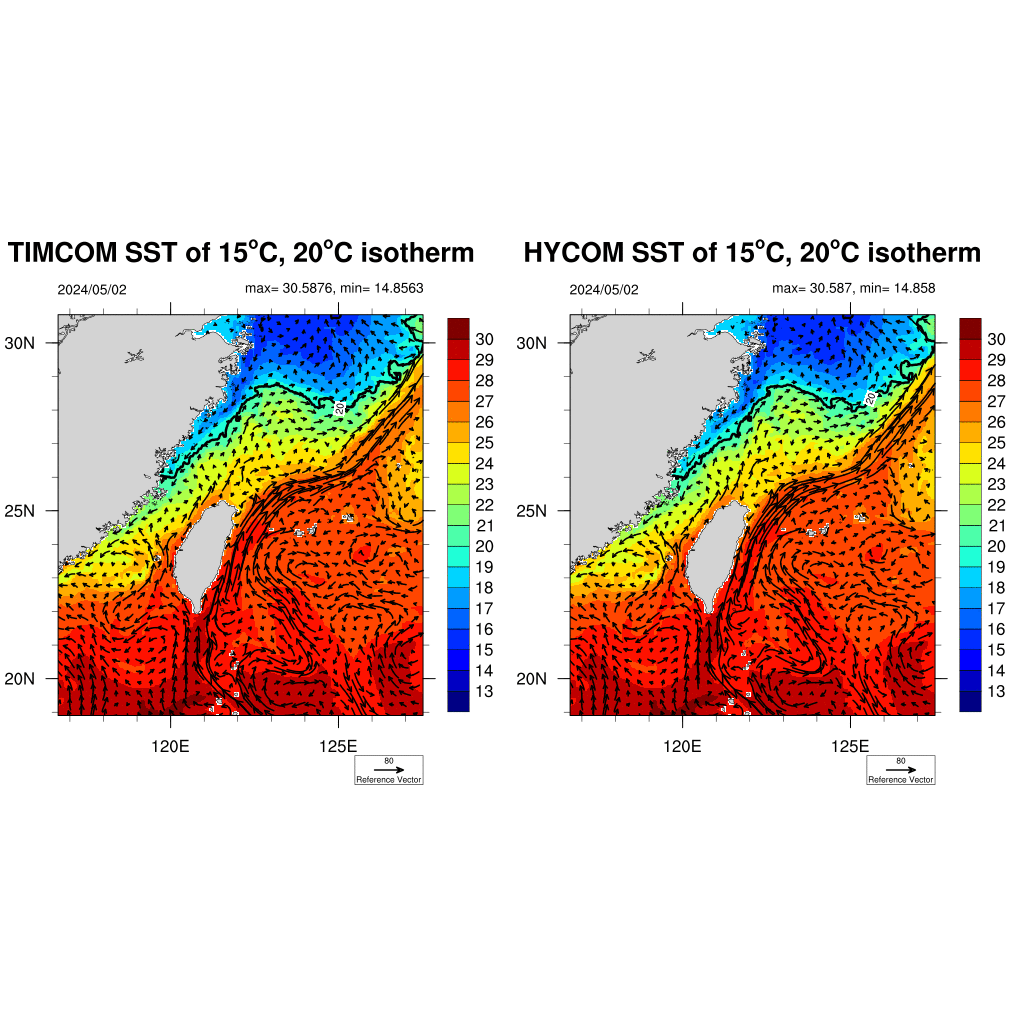 TIMCOM SST of 15°C, 20°C isotherm
2024/05/02
max= 30.5876, min= 14.8563
30N
25N
20N
120E
125E
20
30
29
28
27
26
25
24
23
22
21
20
19
18
17
16
15
14
13
80
Reference Vector
HYCOM SST of 15°C, 20°C isotherm
2024/05/02
max= 30.587, min= 14.858
30N
25N
20N
120E
125E
20
30
29
28
27
26
25
24
23
22
21
20
19
18
17
16
15
14
13
80
Reference Vector